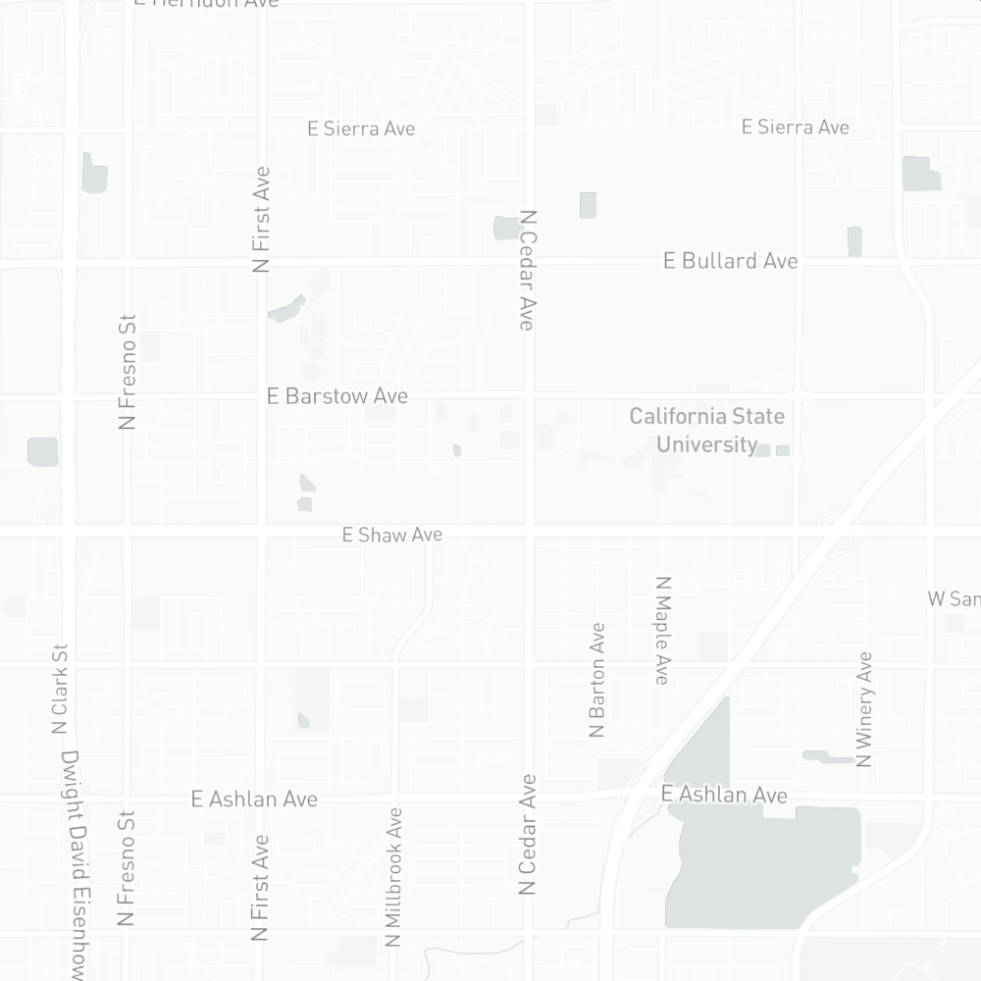 E Herndon Ave
E Sierra Ave
E Sierra Ave
N First Ave
N Cedar Ave
E Bullard Ave
N Fresno St
E Barstow Ave
California State
University
E Shaw Ave
N Maple Ave
W San
N Barton Ave
N Clark St
N Winery Ave
Dwight David Eisenhow
E Ashlan Ave
E Ashlan Ave
N Cedar Ave
N Millbrook Ave
N Fresno St
N First Ave